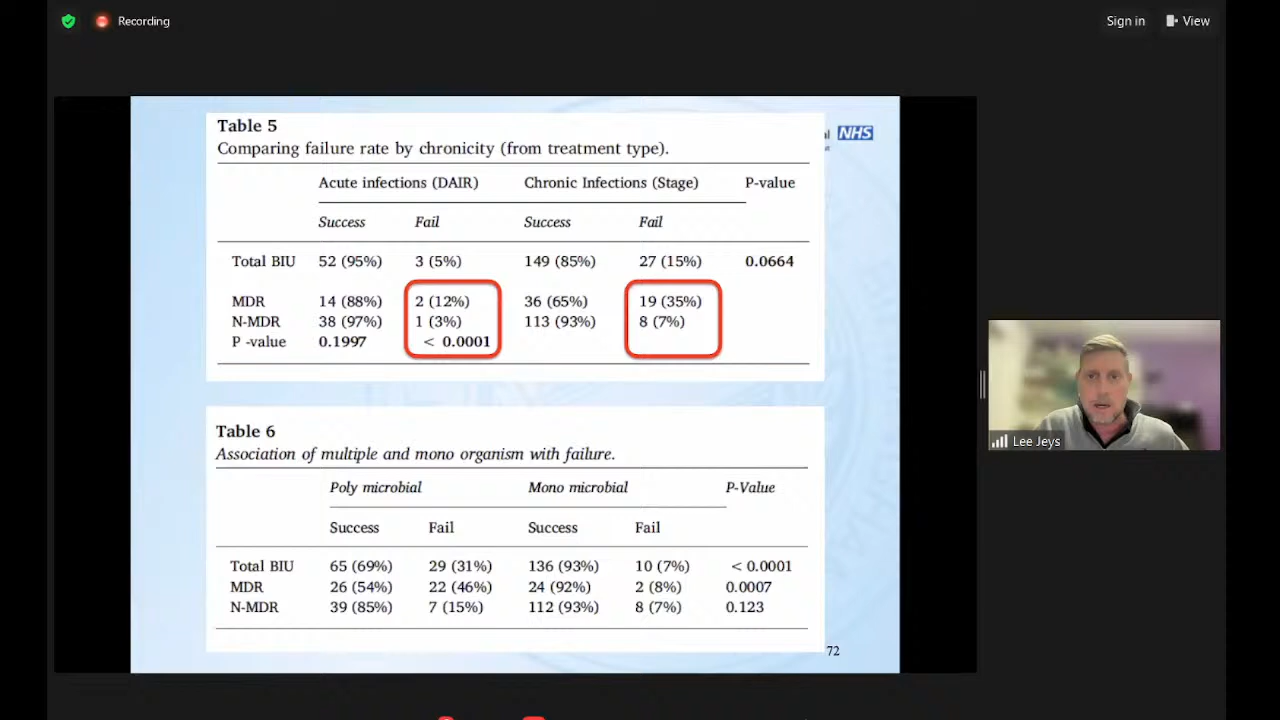 Recording
Sign in View
Table 5
NHS
Comparing failure rate by chronicity (from treatment type).
Acute infections (DAIR) Chronic Infections (Stage) P-value
Success Fail Success Fail
Total BIU 52 (95%) 3 (5%) 149 (85%) 27 (15%) 0.0664
MDR 14 (88%) 2 (12%) 36 (65%) 19 (35%)
N-MDR 38 (97%) 1 (3%) 113 (93%) 8 (7%)
P -value 0.1997 < 0.0001
Table 6
Association of multiple and mono organism with failure.
Poly microbial Mono microbial P-Value
Success Fail Success Fail
Total BIU 65 (69%) 29 (31%) 136 (93%) 10 (7%) < 0.0001
MDR 26 (54%) 22 (46%) 24 (92%) 2 (8%) 0.0007
N-MDR 39 (85%) 7 (15%) 112 (93%) 8 (7%) 0.123
72
Lee Jeys